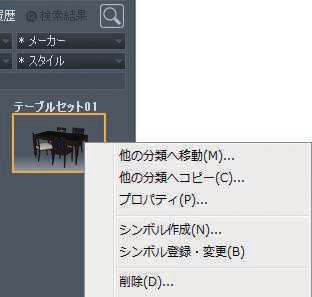 履歴 検索結果
* メーカー
* スタイル
テーブルセット01
他の分類へ移動(M)...
他の分類へコピー(C)...
プロパティ(P)...
シンボル作成(N)...
シンボル登録・変更(B)
削除(D)...